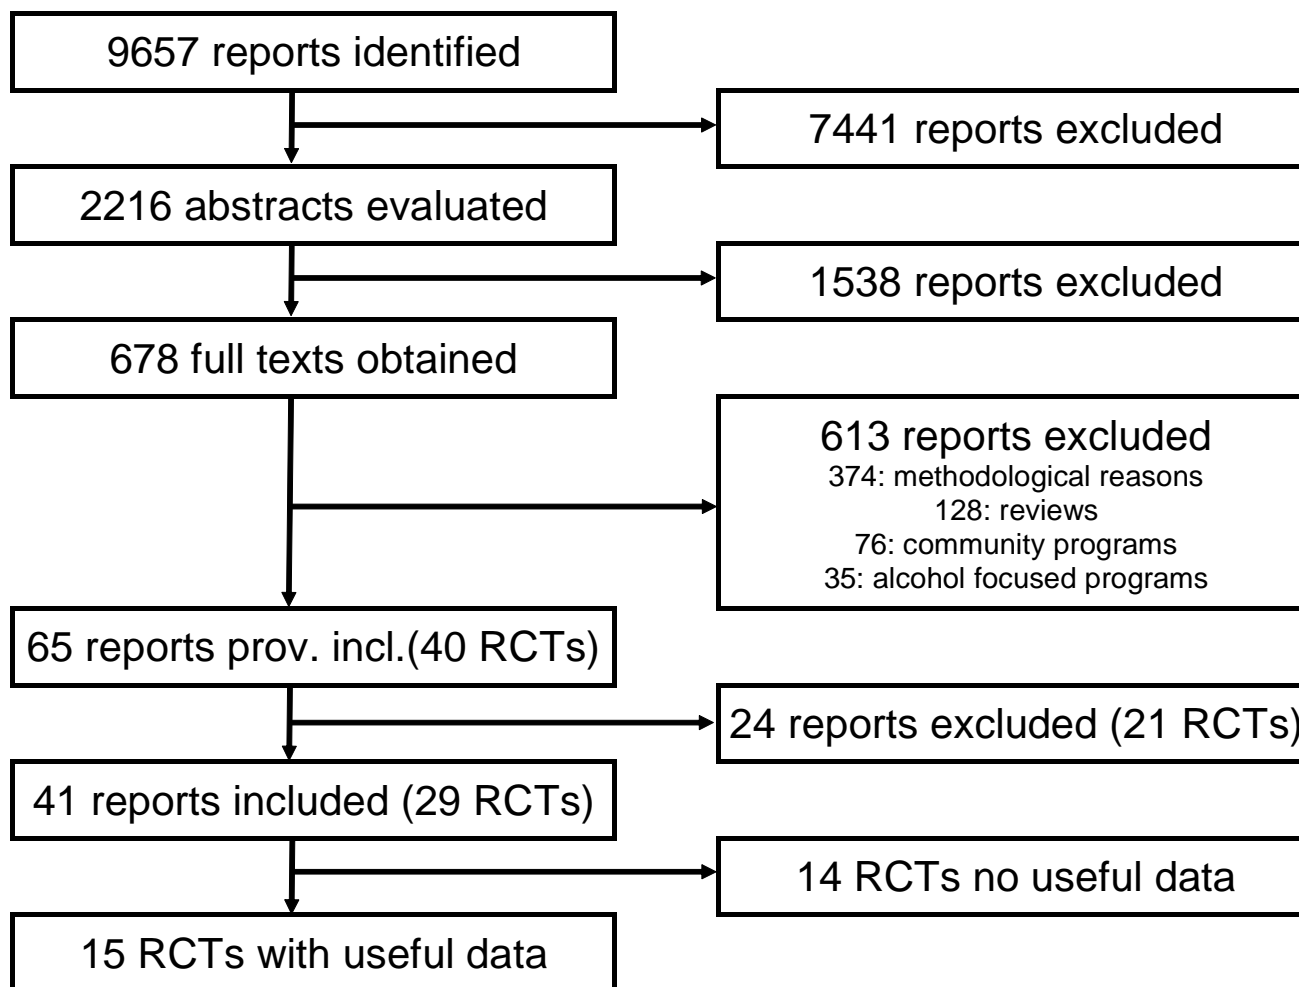 9657 reports identified
7441 reports excluded
2216 abstracts evaluated
1538 reports excluded
678 full texts obtained
613 reports excluded
374: methodological reasons
128: reviews
76: community programs
35: alcohol focused programs
65 reports prov. incl.(40 RCTs)
24 reports excluded (21 RCTs)
41 reports included (29 RCTs)
14 RCTs no useful data
15 RCTs with useful data